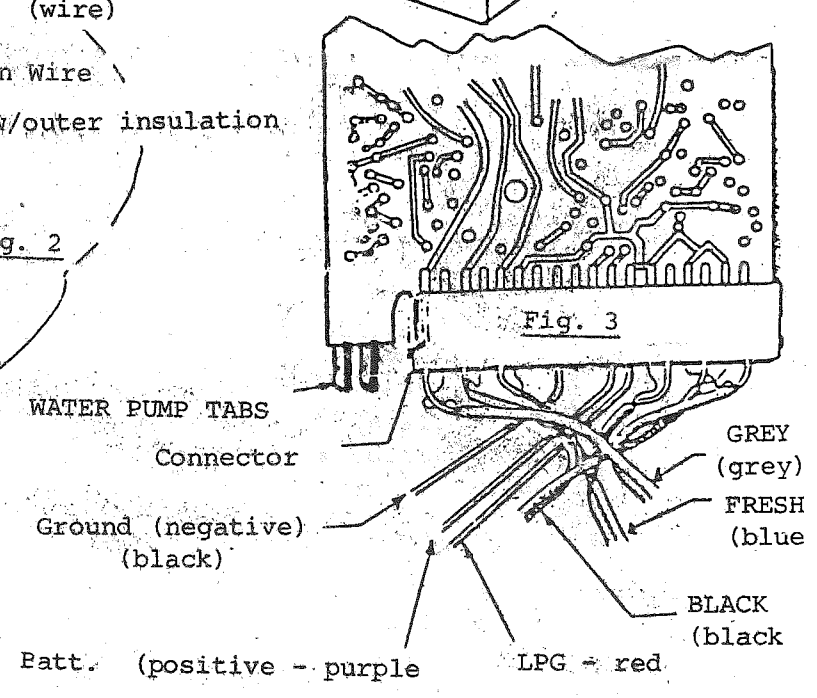 (wire)
n Wire
w/outer insulation
g. 2
Fig. 3
WATER PUMP TABS
Connector
GREY
(grey)
FRESH
(blue
Ground (negative)
(black)
BLACK
(black
Batt. (positive - purple
LPG - red